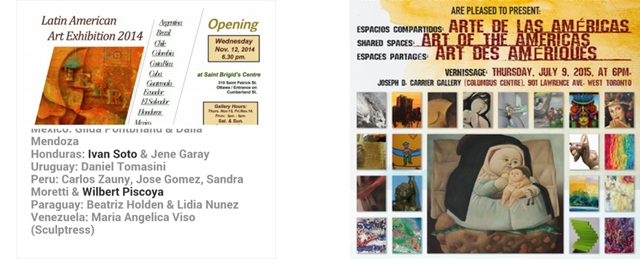 Latin American
Art Exhibition 2014
Argentina
Brazil
Chile
Colombia
Costa Rica
Cuba
Guatemala
Ecuador
El Salvador
Honduras
Mexico
Opening
Wednesday
Nov. 12, 2014
6.30 pm.
at Saint Brigid's Centre
310 Saint Patrick St.
Ottawa / Entrance on
Cumberland St.
Gallery Hours:
Sat. & Sun.
Mexico: Gilda Pontbriand & Dalia
Mendoza
Honduras: Ivan Soto & Jene Garay
Uruguay: Daniel Tomasini
Peru: Carlos Zauny, Jose Gomez, Sandra
Moretti & Wilbert Piscoya
Paraguay: Beatriz Holden & Lidia Nunez
Venezuela: Maria Angelica Viso
(Sculptress)
ARE PLEASED TO PRESENT:
ESPACIOS COMPARTIDOS: ARTE DE LAS AMÉRICAS
SHARED SPACES: ART OF THE AMERICAS
ESPACES PARTAGÉS: ART DES AMÉRIQUES
VERNISSAGE: THURSDAY, JULY 9, 2015, AT 6PM.
JOSEPH D. CARRIER GALLERY (COLUMBUS CENTRE), 901 LAWRENCE AVE. WEST TORONTO